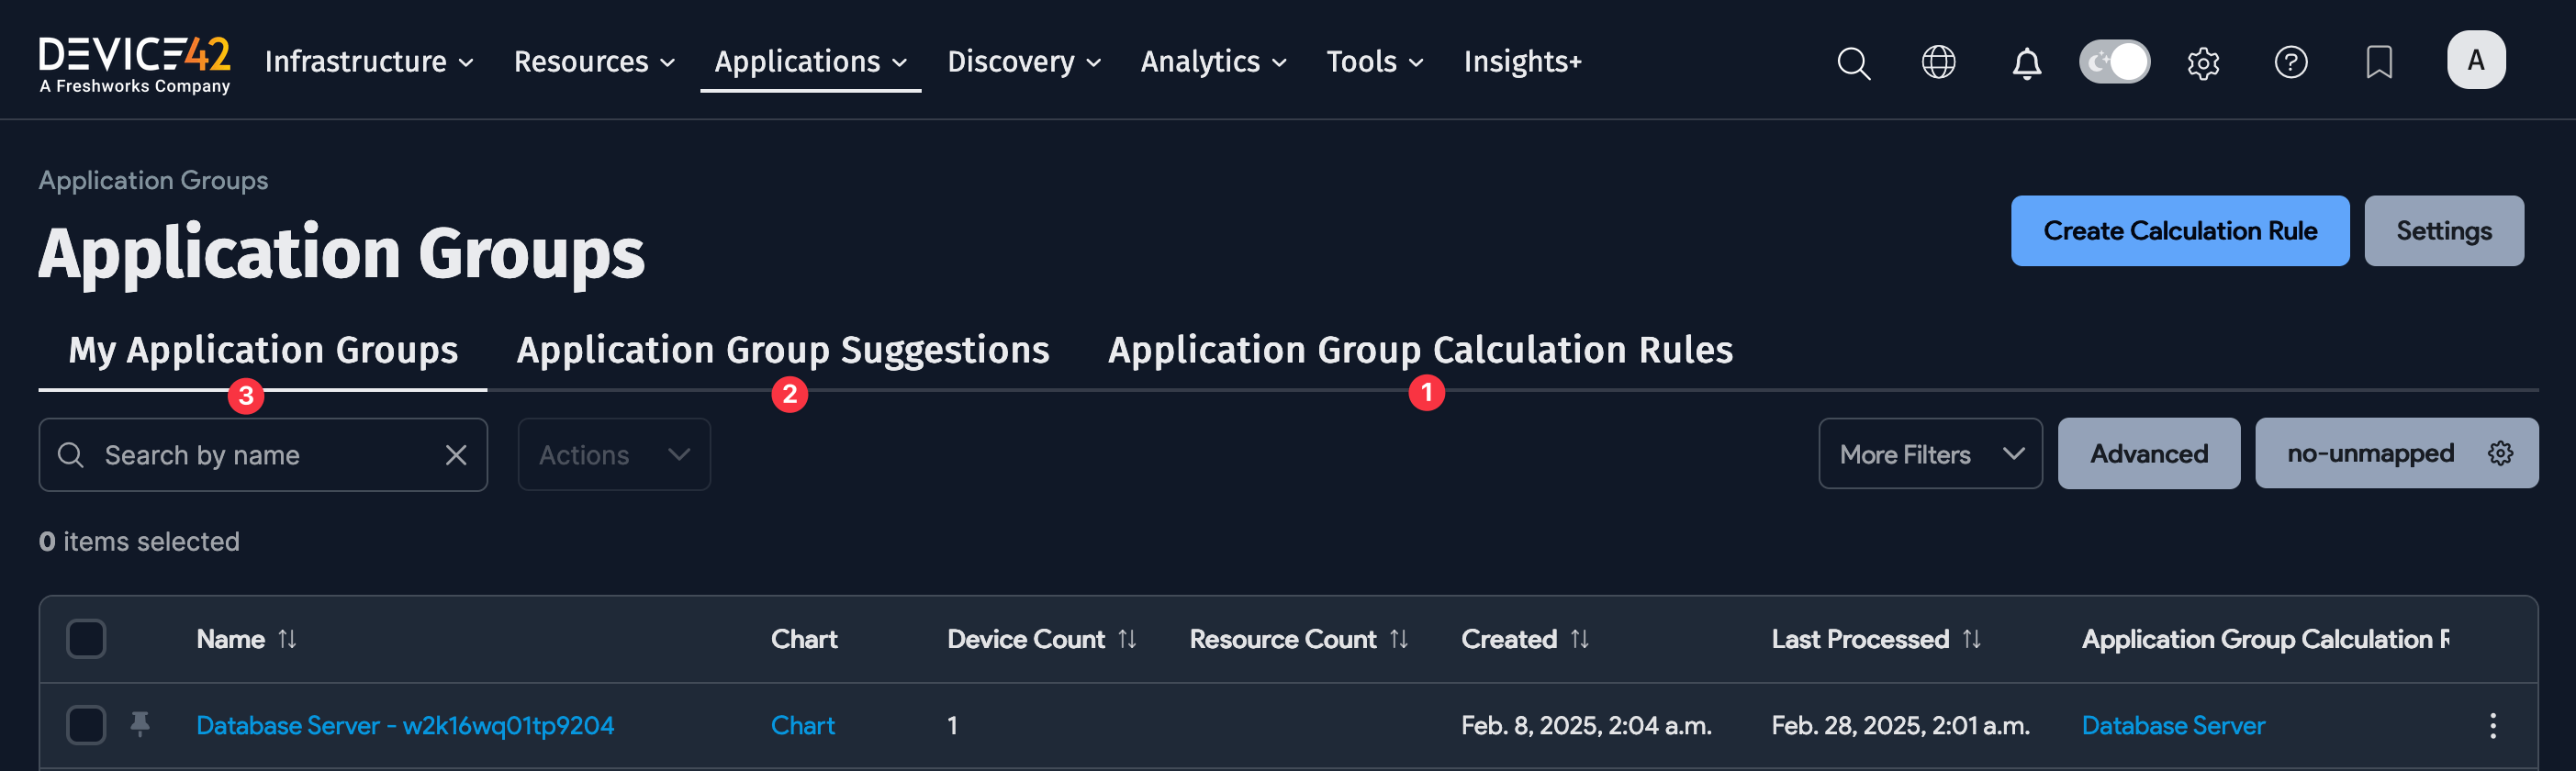 DEVICE42
A Freshworks Company
Infrastructure
Resources
Applications
Discovery
Analytics
Tools
Insights+
A
Application Groups
Application Groups
Create Calculation Rule
Settings
My Application Groups
Application Group Suggestions
Application Group Calculation Rules
3
2
1
Search by name
Actions
More Filters
Advanced
no-unmapped
0 items selected
Name
Chart
Device Count
Resource Count
Created
Last Processed
Application Group Calculation R
Database Server - w2k16wq01tp9204
Chart
1
Feb. 8, 2025, 2:04 a.m.
Feb. 28, 2025, 2:01 a.m.
Database Server